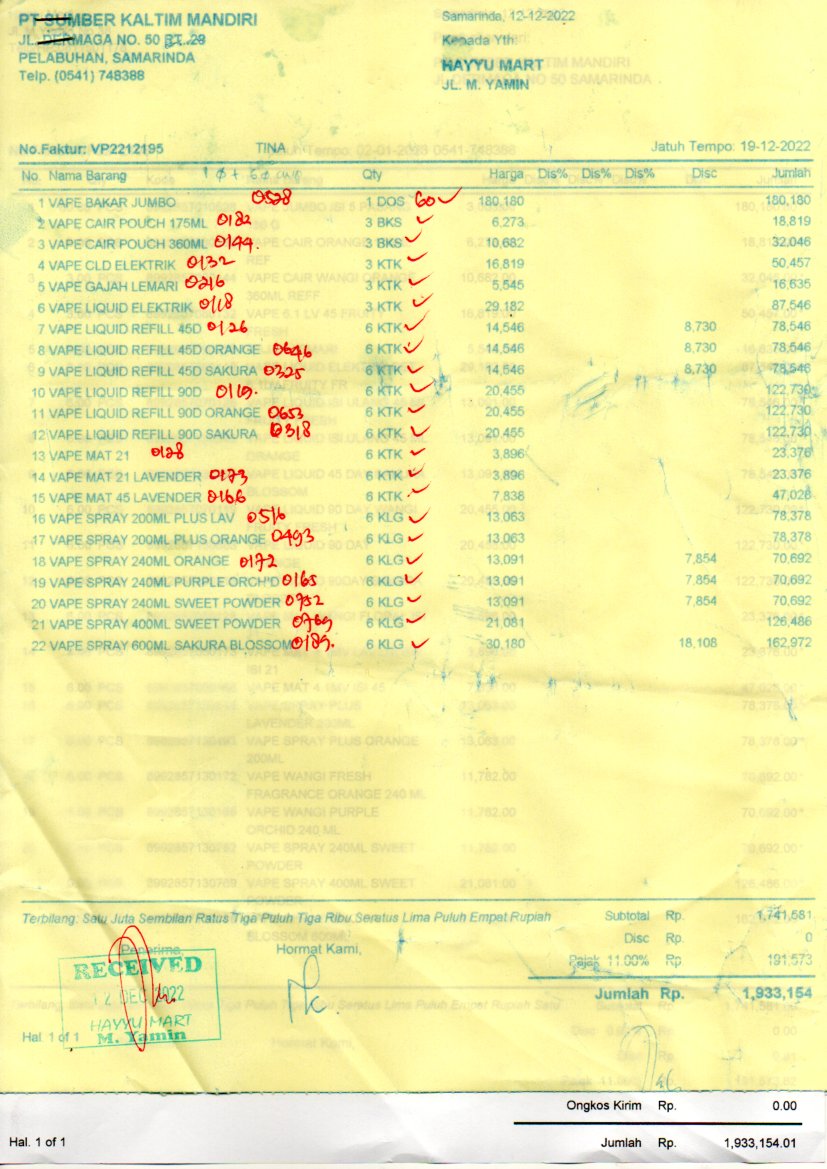 PT SUMBER KALTIM MANDIRI
JL. DERMAGA NO. 50 RT. 29
PELABUHAN, SAMARINDA
Telp. (0541) 748388
Samarinda, 12-12-2022
Kepada Yth:
HAYYU MART
JL. M. YAMIN
No.Faktur: VP2212195 TINA Jatuh Tempo: 19-12-2022
No. Nama Barang Qty Harga Dis% Dis% Dis% Disc Jumlah
1 VAPE BAKAR JUMBO 0528 1 DOS 60 ✓ 180,180 180,180
2 VAPE CAIR POUCH 175ML 0182 3 BKS ✓ 6,273 18,819
3 VAPE CAIR POUCH 360ML 0144. 3 BKS ✓ 10,682 32,046
4 VAPE CLD ELEKTRIK 0132 3 KTK ✓ 16,819 50,457
5 VAPE GAJAH LEMARI 0216 3 KTK ✓ 5,545 16,635
6 VAPE LIQUID ELEKTRIK 0118 3 KTK ✓ 29,182 87,546
7 VAPE LIQUID REFILL 45D 0126 6 KTK ✓ 14,546 8,730 78,546
8 VAPE LIQUID REFILL 45D ORANGE 0646 6 KTK ✓ 14,546 8,730 78,546
9 VAPE LIQUID REFILL 45D SAKURA 0325 6 KTK ✓ 14,546 8,730 78,546
10 VAPE LIQUID REFILL 90D 0119. 6 KTK ✓ 20,455 122,730
11 VAPE LIQUID REFILL 90D ORANGE 0653 6 KTK ✓ 20,455 122,730
12 VAPE LIQUID REFILL 90D SAKURA 0318 6 KTK ✓ 20,455 122,730
13 VAPE MAT 21 0128 6 KTK ✓ 3,896 23,376
14 VAPE MAT 21 LAVENDER 0173 6 KTK ✓ 3,896 23,376
15 VAPE MAT 45 LAVENDER 0166 6 KTK ✓ 7,838 47,028
16 VAPE SPRAY 200ML PLUS LAV 0516 6 KLG ✓ 13,063 78,378
17 VAPE SPRAY 200ML PLUS ORANGE 0493 6 KLG ✓ 13,063 78,378
18 VAPE SPRAY 240ML ORANGE 0172 6 KLG ✓ 13,091 7,854 70,692
19 VAPE SPRAY 240ML PURPLE ORCH"D 0165 6 KLG ✓ 13,091 7,854 70,692
20 VAPE SPRAY 240ML SWEET POWDER 0752 6 KLG ✓ 13,091 7,854 70,692
21 VAPE SPRAY 400ML SWEET POWDER 0769 6 KLG ✓ 21,081 126,486
22 VAPE SPRAY 600ML SAKURA BLOSSOM 0189. 6 KLG ✓ 30,180 18,108 162,972
Terbilang: Satu Juta Sembilan Ratus Tiga Puluh Tiga Ribu Seratus Lima Puluh Empat Rupiah
Subtotal Rp. 1,741,581
Disc Rp. 0
Pajak 11.00% Rp 191,573
Jumlah Rp. 1,933,154
Penerima,
Hormat Kami,
RECEIVED
12 DEC 2022
HAYYU MART
M. Yamin
Hal. 1 of 1
Ongkos Kirim Rp. 0.00
Hal. 1 of 1
Jumlah Rp. 1,933,154.01